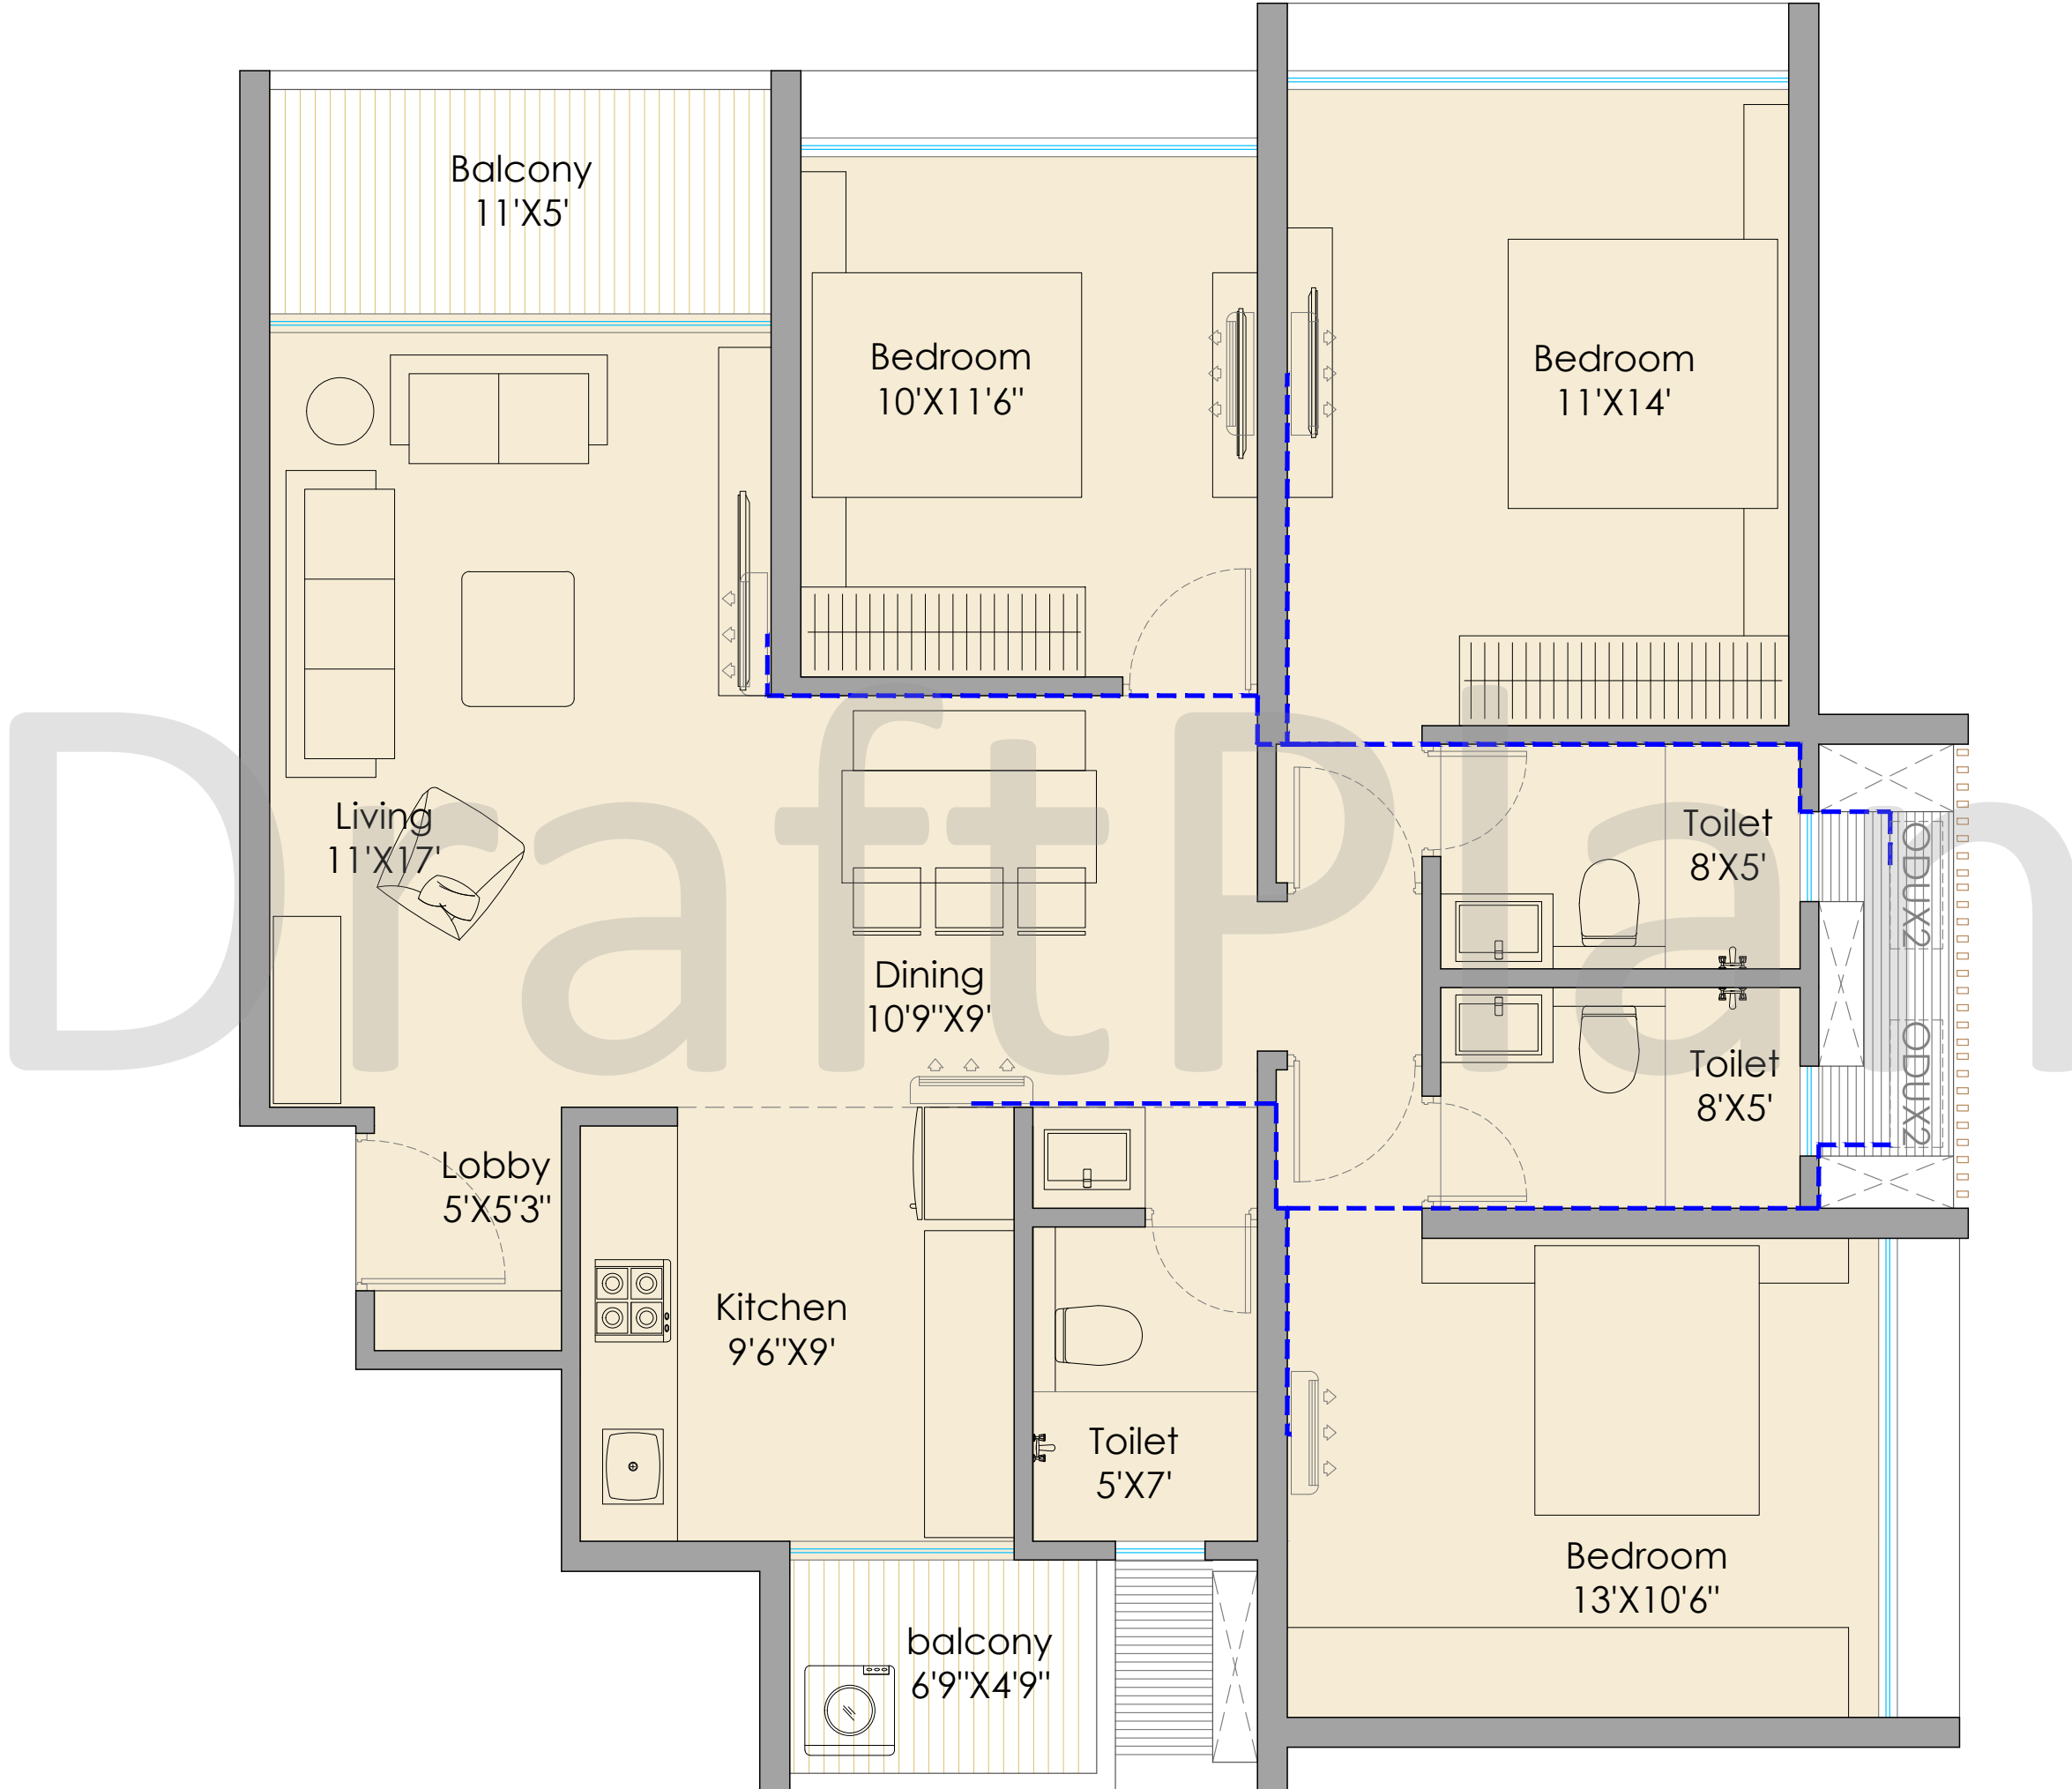 Balcony
11'X5'
Bedroom
10'X11'6"
Bedroom
11'X14'
Living
11'X17'
Toilet
8'X5'
ODUX2
Dining
10'9"X9'
Toilet
8'X5'
ODUX2
Lobby
5'X5'3"
Kitchen
9'6"X9'
Toilet
5'X7'
Bedroom
13'X10'6"
balcony
6'9"X4'9"
Draft Plan